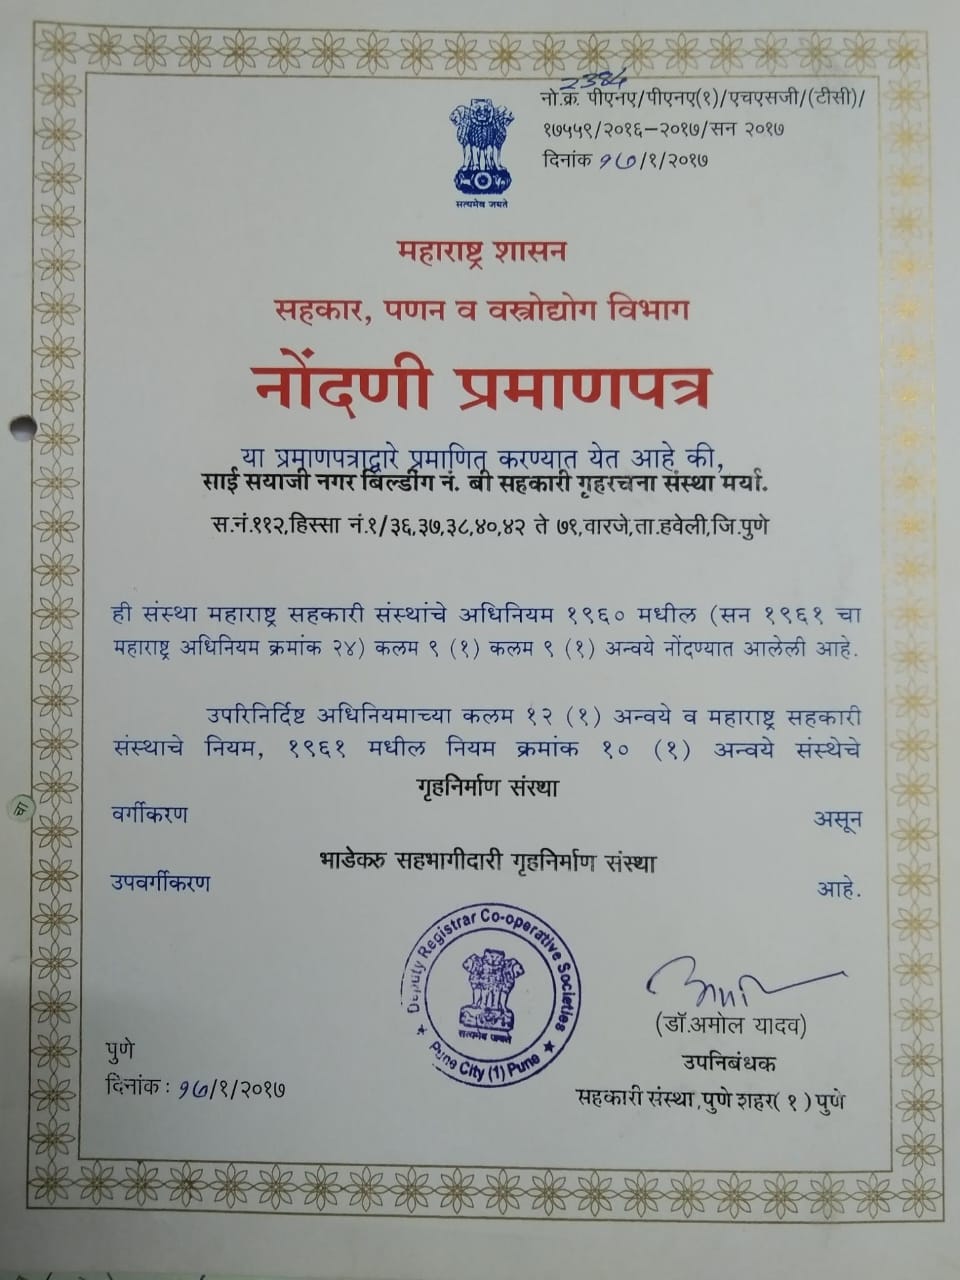 2384
नो.क्र. पीएनए/पीएनए(१)/एचएसजी/(टीसी)/
१७५५९/२०१६–२०१७/सन २०१७
दिनांक १७/१/२०१७
सत्यमेव जयते
महाराष्ट्र शासन
सहकार, पणन व वस्त्रोद्योग विभाग
नोंदणी प्रमाणपत्र
या प्रमाणपत्राद्वारे प्रमाणित करण्यात येत आहे की,
साई सयाजी नगर बिल्डींग नं. बी सहकारी गृहरचना संस्था मर्या.
स.नं.११२,हिस्सा नं.१/३६,३७,३८,४०,४२ ते ७१,वारजे,ता.हवेली,जि.पुणे
ही संस्था महाराष्ट्र सहकारी संस्थांचे अधिनियम १९६० मधील (सन १९६१ चा
महाराष्ट्र अधिनियम क्रमांक २४) कलम ९ (१) कलम ९ (१) अन्वये नोंदण्यात आलेली आहे.
उपरिनिर्दिष्ट अधिनियमाच्या कलम १२ (१) अन्वये व महाराष्ट्र सहकारी
संस्थाचे नियम, १९६१ मधील नियम क्रमांक १० (१) अन्वये संस्थेचे
गृहनिर्माण संस्था
वर्गीकरण असून
भाडेकरु सहभागीदारी गृहनिर्माण संस्था
उपवर्गीकरण आहे.
Deputy Registrar Co-operative Societies
सत्यमेव जयते
★ Pune City (1) Pune ★
(डॉ.अमोल यादव)
उपनिबंधक
सहकारी संस्था,पुणे शहर( १ ) पुणे
पुणे
दिनांक : १७/१/२०१७